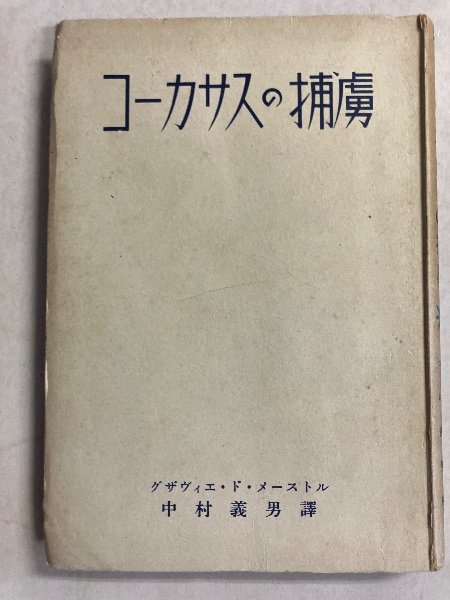 コーカサスの捕虜
グザヴィエ・ド・メーストル
中村義男譯